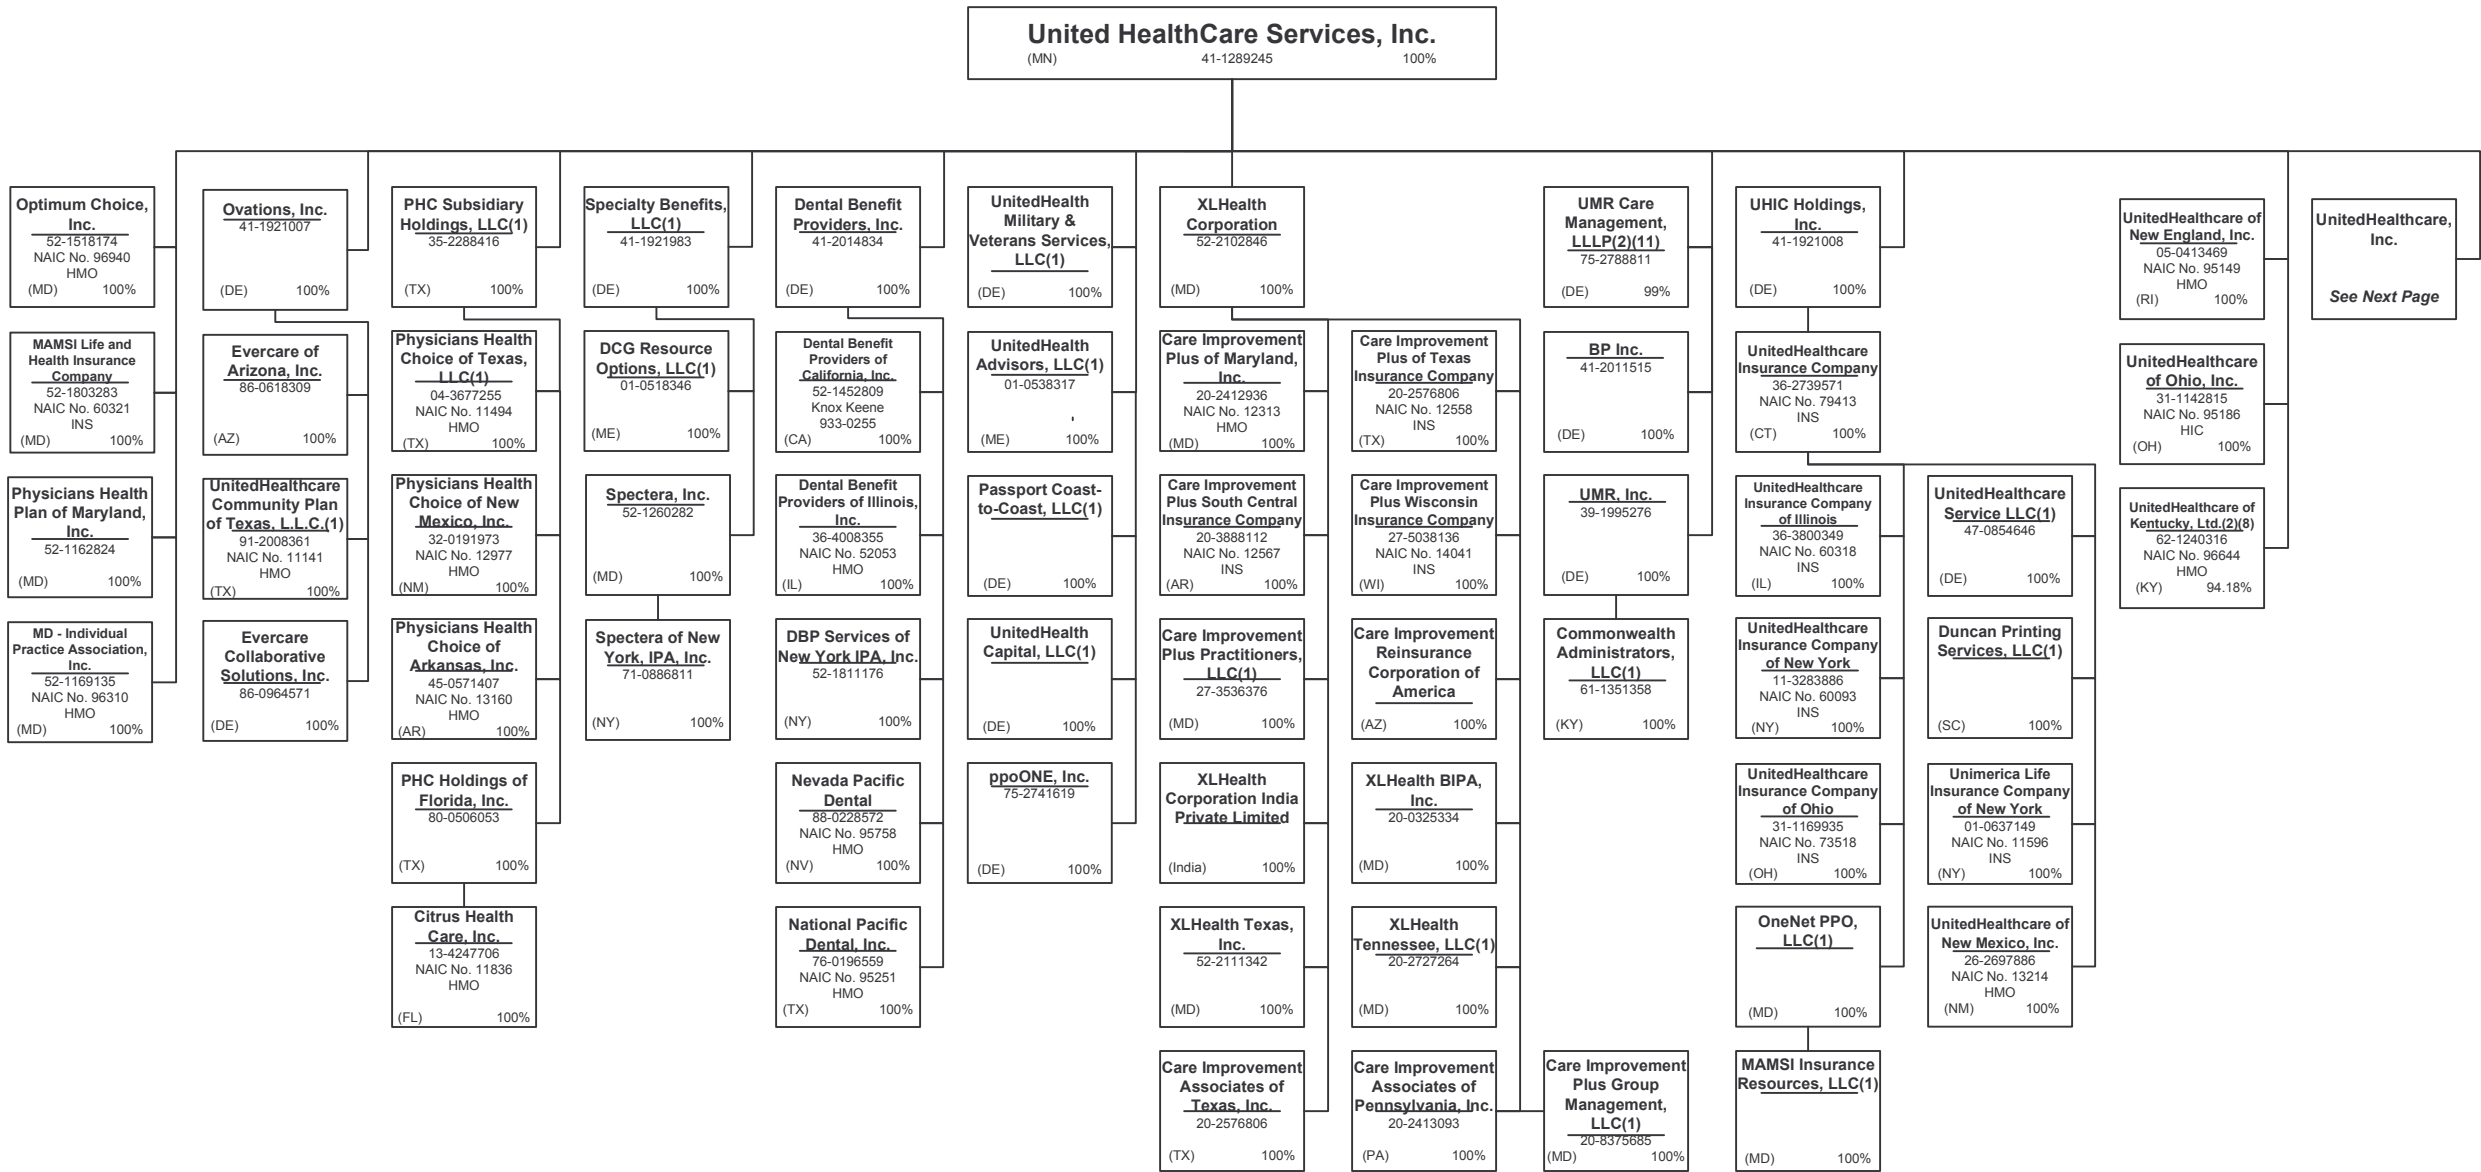 United HealthCare Services, Inc.
(MN) 41-1289245 100%
Optimum Choice,
Inc.
52-1518174
NAIC No. 96940
HMO
(MD) 100%
MAMSI Life and
Health Insurance
Company
52-1803283
NAIC No. 60321
INS
(MD) 100%
Physicians Health
Plan of Maryland,
Inc.
52-1162824
(MD) 100%
MD - Individual
Practice Association,
Inc.
52-1169135
NAIC No. 96310
HMO
(MD) 100%
Ovations, Inc.
41-1921007
(DE) 100%
Evercare of
Arizona, Inc.
86-0618309
(AZ) 100%
UnitedHealthcare
Community Plan
of Texas, L.L.C.(1)
91-2008361
NAIC No. 11141
HMO
(TX) 100%
Evercare
Collaborative
Solutions, Inc.
86-0964571
(DE) 100%
PHC Subsidiary
Holdings, LLC(1)
35-2288416
(TX) 100%
Physicians Health
Choice of Texas,
LLC(1)
04-3677255
NAIC No. 11494
HMO
(TX) 100%
Physicians Health
Choice of New
Mexico, Inc.
32-0191973
NAIC No. 12977
HMO
(NM) 100%
Physicians Health
Choice of
Arkansas, Inc.
45-0571407
NAIC No. 13160
HMO
(AR) 100%
PHC Holdings of
Florida, Inc.
80-0506053
(TX) 100%
Citrus Health
Care, Inc.
13-4247706
NAIC No. 11836
HMO
(FL) 100%
Specialty Benefits,
LLC(1)
41-1921983
(DE) 100%
DCG Resource
Options, LLC(1)
01-0518346
(ME) 100%
Spectera, Inc.
52-1260282
(MD) 100%
Spectera of New
York, IPA, Inc.
71-0886811
(NY) 100%
Dental Benefit
Providers, Inc.
41-2014834
(DE) 100%
Dental Benefit
Providers of
California, Inc.
52-1452809
Knox Keene
933-0255
(CA) 100%
Dental Benefit
Providers of Illinois,
Inc.
36-4008355
NAIC No. 52053
HMO
(IL) 100%
DBP Services of
New York IPA, Inc.
52-1811176
(NY) 100%
Nevada Pacific
Dental
88-0228572
NAIC No. 95758
HMO
(NV) 100%
National Pacific
Dental, Inc.
76-0196559
NAIC No. 95251
HMO
(TX) 100%
UnitedHealth
Military &
Veterans Services,
LLC(1)
(DE) 100%
UnitedHealth
Advisors, LLC(1)
01-0538317
(ME) 100%
Passport Coast-
to-Coast, LLC(1)
(DE) 100%
UnitedHealth
Capital, LLC(1)
(DE) 100%
ppoONE, Inc.
75-2741619
(DE) 100%
XLHealth
Corporation
52-2102846
(MD) 100%
Care Improvement
Plus of Maryland,
Inc.
20-2412936
NAIC No. 12313
HMO
(MD) 100%
Care Improvement
Plus South Central
Insurance Company
20-3888112
NAIC No. 12567
INS
(AR) 100%
Care Improvement
Plus Practitioners,
LLC(1)
27-3536376
(MD) 100%
XLHealth
Corporation India
Private Limited
(India) 100%
XLHealth Texas,
Inc.
52-2111342
(MD) 100%
Care Improvement
Associates of
Texas, Inc.
20-2576806
(TX) 100%
Care Improvement
Plus of Texas
Insurance Company
20-2576806
NAIC No. 12558
INS
(TX) 100%
Care Improvement
Plus Wisconsin
Insurance Company
27-5038136
NAIC No. 14041
INS
(WI) 100%
Care Improvement
Reinsurance
Corporation of
America
(AZ) 100%
XLHealth BIPA,
Inc.
20-0325334
(MD) 100%
XLHealth
Tennessee, LLC(1)
20-2727264
(MD) 100%
Care Improvement
Associates of
Pennsylvania, Inc.
20-2413093
(PA) 100%
Care Improvement
Plus Group
Management,
LLC(1)
20-8375685
(MD) 100%
UMR Care
Management,
LLLP(2)(11)
75-2788811
(DE) 99%
BP Inc.
41-2011515
(DE) 100%
UMR, Inc.
39-1995276
(DE) 100%
Commonwealth
Administrators,
LLC(1)
61-1351358
(KY) 100%
UHIC Holdings,
Inc.
41-1921008
(DE) 100%
UnitedHealthcare
Insurance Company
36-2739571
NAIC No. 79413
INS
(CT) 100%
UnitedHealthcare
Insurance Company
of Illinois
36-3800349
NAIC No. 60318
INS
(IL) 100%
UnitedHealthcare
Insurance Company
of New York
11-3283886
NAIC No. 60093
INS
(NY) 100%
UnitedHealthcare
Insurance Company
of Ohio
31-1169935
NAIC No. 73518
INS
(OH) 100%
OneNet PPO,
LLC(1)
(MD) 100%
MAMSI Insurance
Resources, LLC(1)
(MD) 100%
UnitedHealthcare
Service LLC(1)
47-0854646
(DE) 100%
Duncan Printing
Services, LLC(1)
(SC) 100%
Unimerica Life
Insurance Company
of New York
01-0637149
NAIC No. 11596
INS
(NY) 100%
UnitedHealthcare of
New Mexico, Inc.
26-2697886
NAIC No. 13214
HMO
(NM) 100%
UnitedHealthcare of
New England, Inc.
05-0413469
NAIC No. 95149
HMO
(RI) 100%
UnitedHealthcare
of Ohio, Inc.
31-1142815
NAIC No. 95186
HIC
(OH) 100%
UnitedHealthcare of
Kentucky, Ltd.(2)(8)
62-1240316
NAIC No. 96644
HMO
(KY) 94.18%
UnitedHealthcare,
Inc.
See Next Page